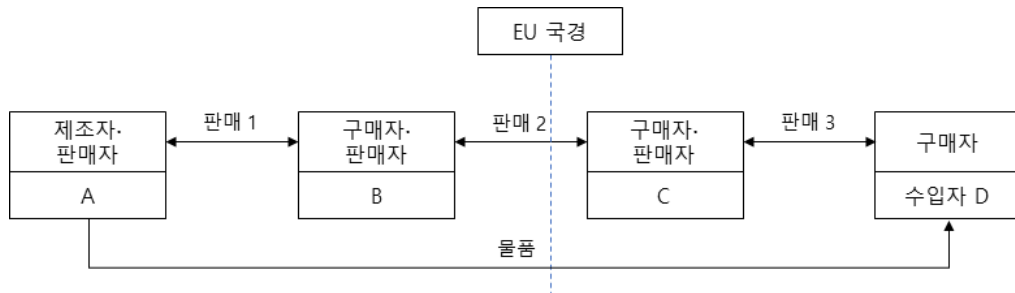 EU 국경
제조자·
판매자
A
판매 1
구매자·
판매자
B
판매 2
구매자·
판매자
C
판매 3
구매자
수입자 D
물품